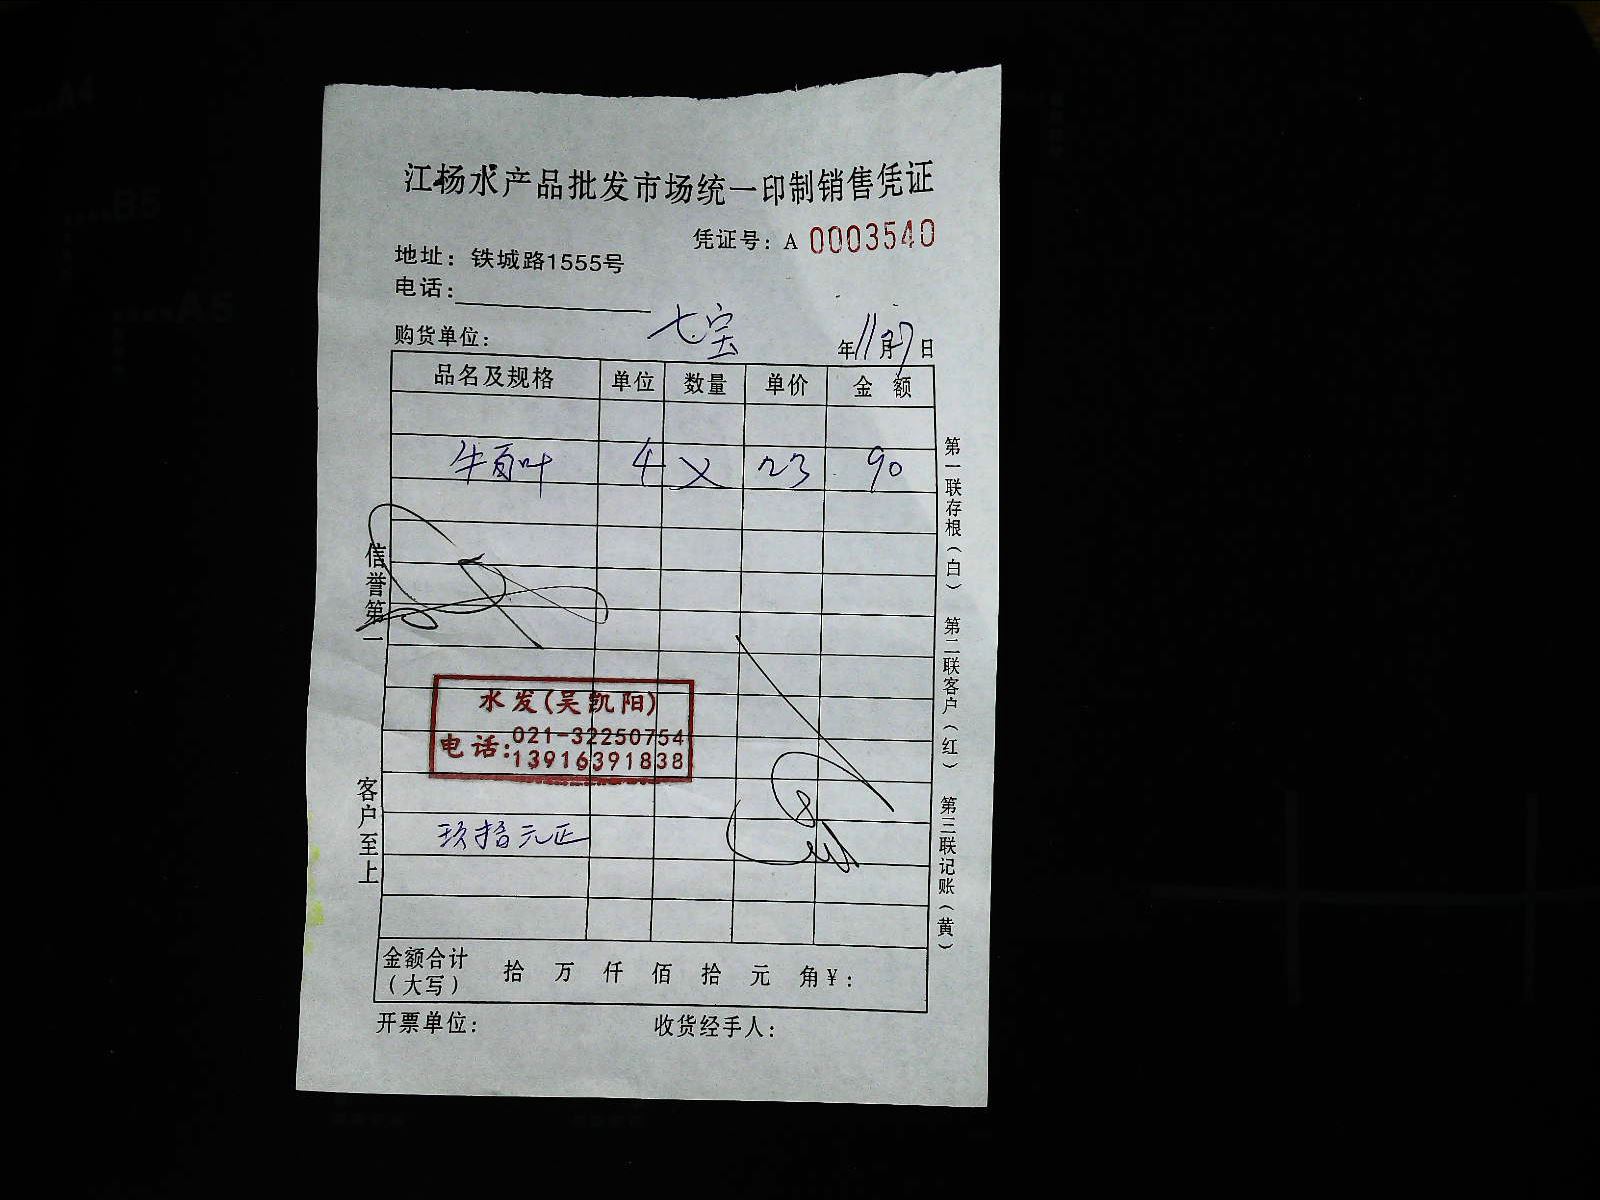 江杨水产品批发市场统一印制销售凭证
凭证号：A 0003540
地址：铁城路1555号
电话：
购货单位： 七宝 年11月7日
品名及规格 单位 数量 单价 金额
牛百叶 4 × 23 90
信誉第一
水发(吴凯阳)
电话：021-32250754
13916391838
客户至上
玖拾元正
金额合计（大写） 拾 万 仟 佰 拾 元 角 ¥：
开票单位： 收货经手人：
第一联存根（白） 第二联客户（红） 第三联记账（黄）